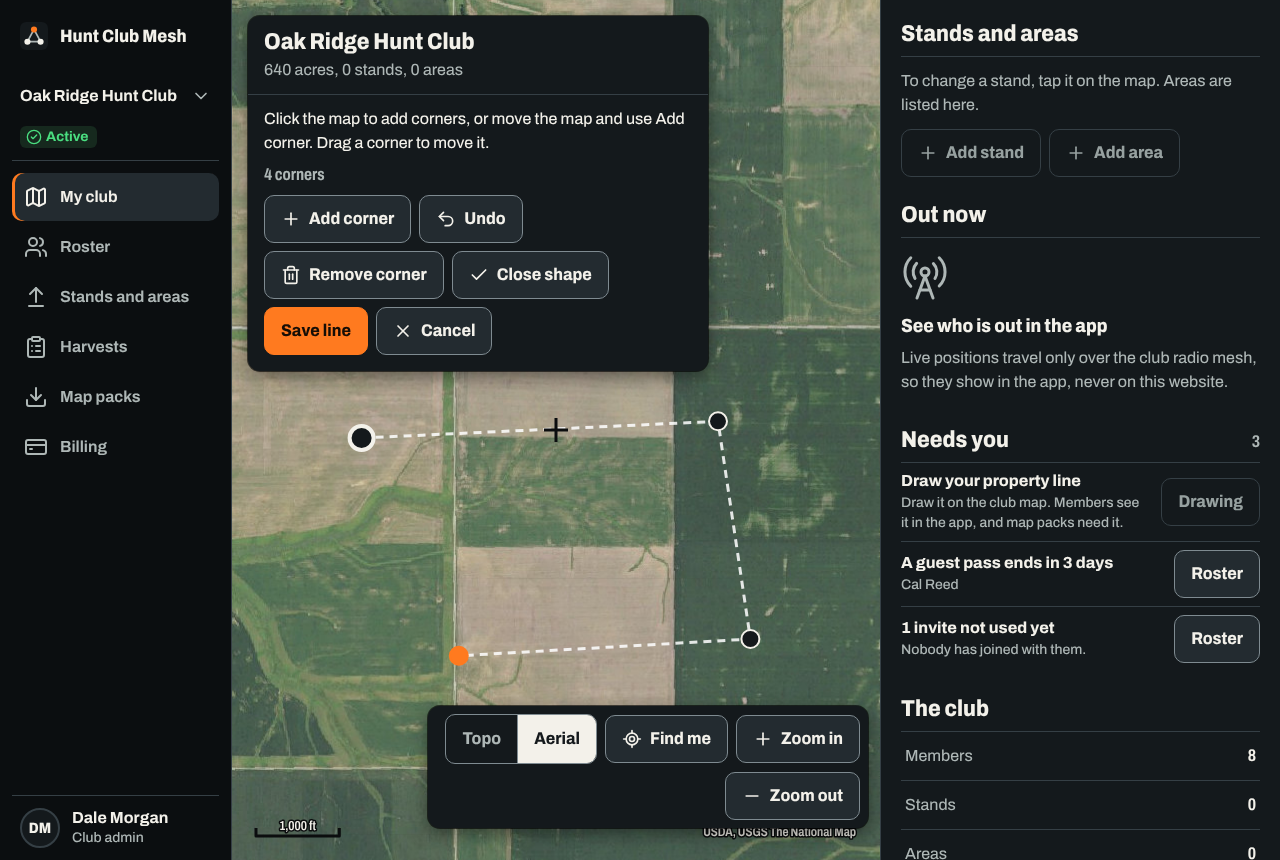 Hunt Club Mesh
Oak Ridge Hunt Club
Active
My club
Roster
Stands and areas
Harvests
Map packs
Billing
DM
Dale Morgan
Club admin
Oak Ridge Hunt Club
640 acres, 0 stands, 0 areas
Click the map to add corners, or move the map and use Add
corner. Drag a corner to move it.
4 corners
Add corner
Undo
Remove corner
Close shape
Save line
Cancel
Topo
Aerial
Find me
Zoom in
Zoom out
1,000 ft
USDA, USGS The National Map
Stands and areas
To change a stand, tap it on the map. Areas are
listed here.
Add stand
Add area
Out now
See who is out in the app
Live positions travel only over the club radio mesh,
so they show in the app, never on this website.
Needs you
3
Draw your property line
Draw it on the club map. Members see
it in the app, and map packs need it.
Drawing
A guest pass ends in 3 days
Cal Reed
Roster
1 invite not used yet
Nobody has joined with them.
Roster
The club
Members
8
Stands
0
Areas
0